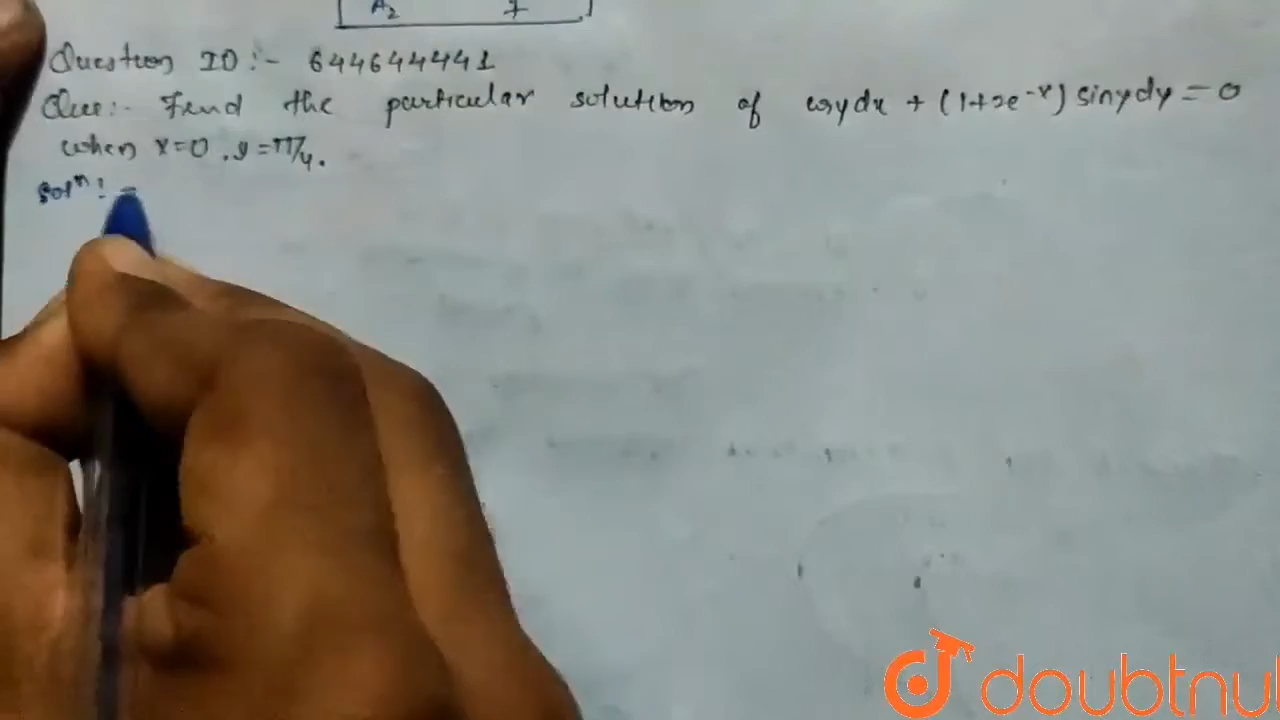 A2 7
Question ID :- 644644441
Que:- Find the particular solution of cosydx + (1+2e^-x) sinydy = 0
when x=0, y=π/4.
Solⁿ: -
doubtnut